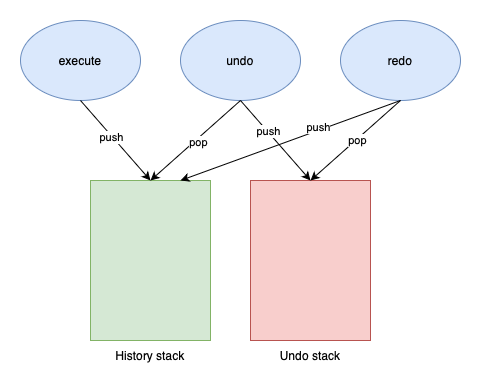 execute
undo
redo
push
pop
push
push
pop
History stack
Undo stack